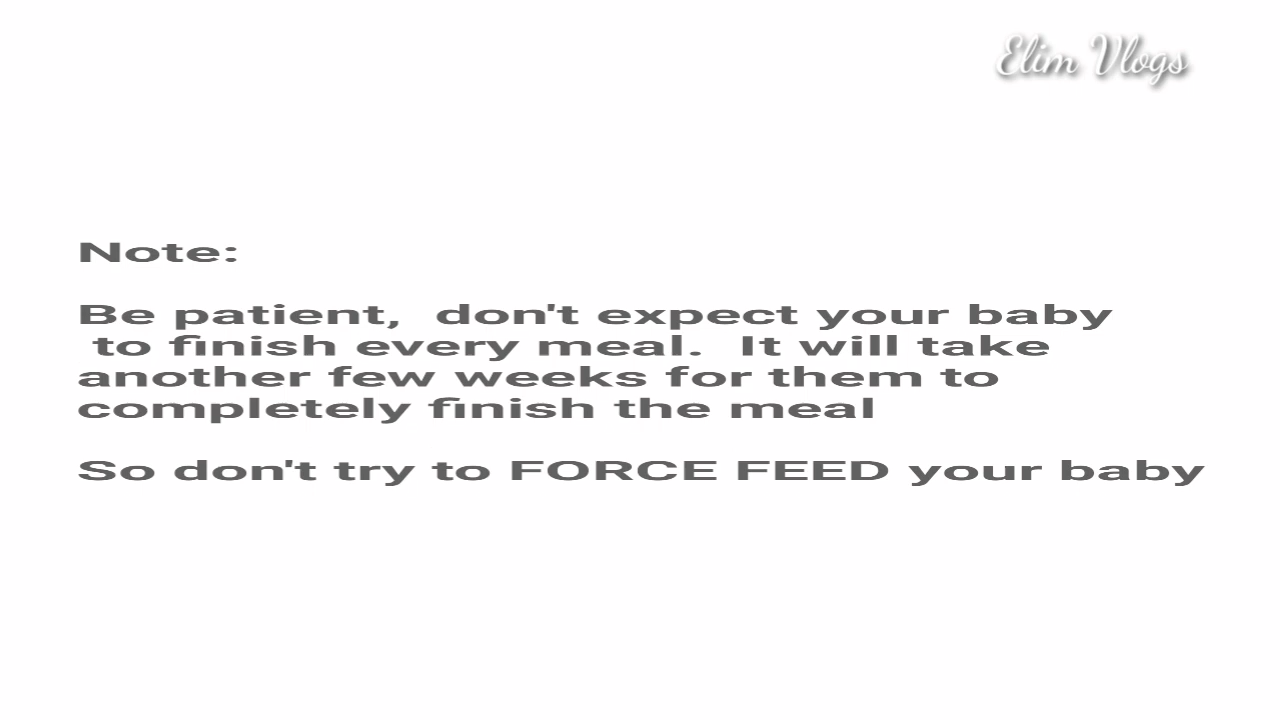 Elim Vlogs
Note:
Be patient,  don't expect your baby
to finish every meal.  It will take
another few weeks for them to
completely finish the meal
So don't try to FORCE FEED your baby